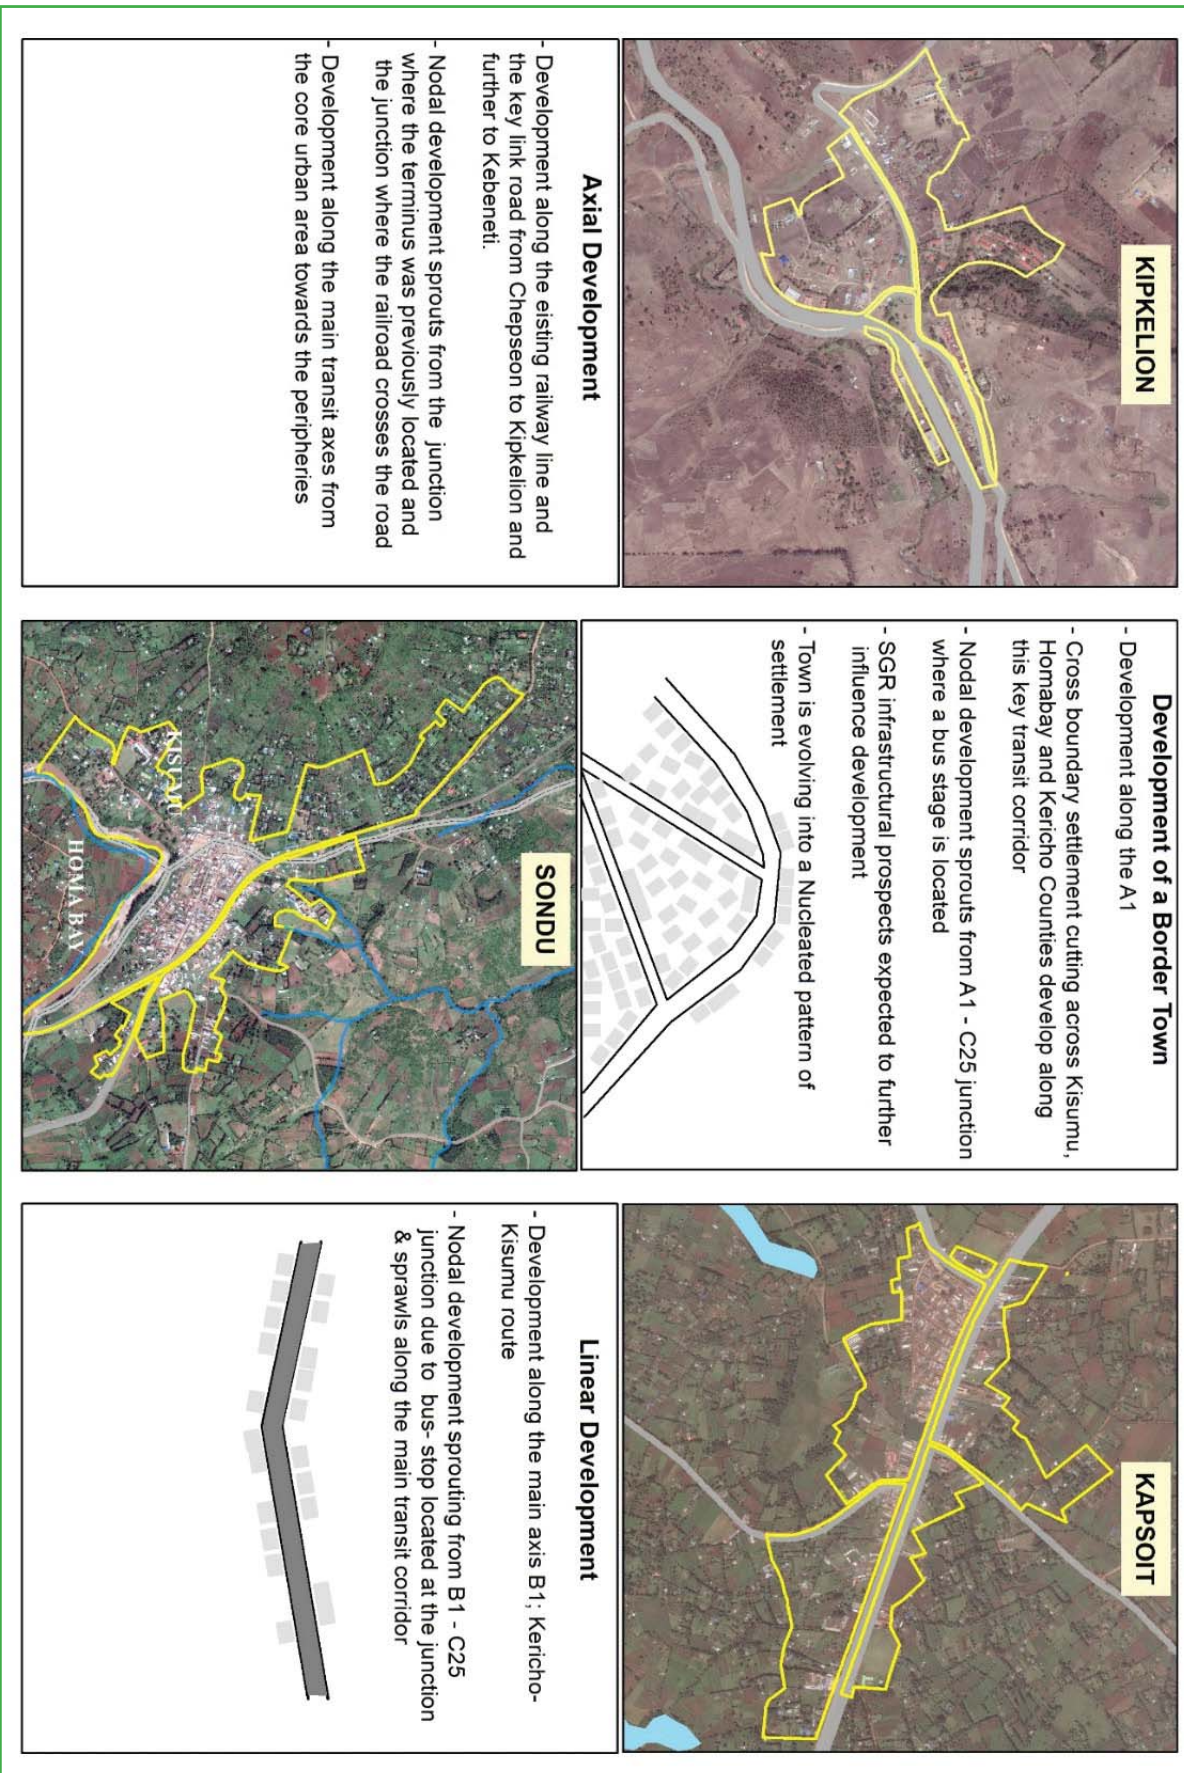 KIPKELION
Axial Development
- Development along the eisting railway line and
the key link road from Chepseon to Kipkelion and
further to Kebeneti.
- Nodal development sprouts from the junction
where the terminus was previously located and
the junction where the railroad crosses the road
- Development along the main transit axes from
the core urban area towards the peripheries
Development of a Border Town
- Development along the A1
- Cross boundary settlement cutting across Kisumu,
Homabay and Kericho Counties develop along
this key transit corridor
- Nodal development sprouts from A1 - C25 junction
where a bus stage is located
- SGR infrastructural prospects expected to further
influence development
- Town is evolving into a Nucleated pattern of
settlement
SONDU
HOMA BAY
KAPSOIT
Linear Development
- Development along the main axis B1; Kericho-
Kisumu route
- Nodal development sprouting from B1 - C25
junction due to bus- stop located at the junction
& sprawls along the main transit corridor